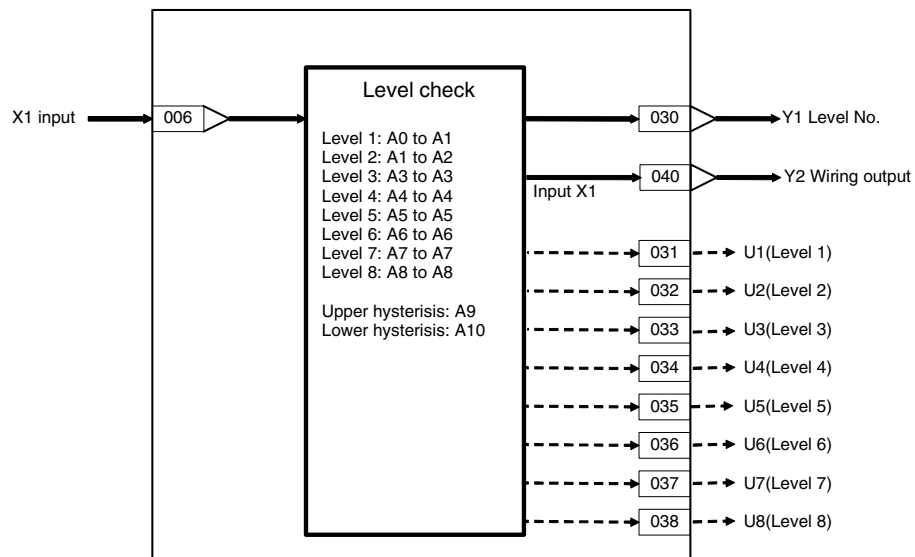 Level check
X1 input
006
Level 1: A0 to A1
Level 2: A1 to A2
Level 3: A3 to A3
Level 4: A4 to A4
Level 5: A5 to A5
Level 6: A6 to A6
Level 7: A7 to A7
Level 8: A8 to A8
Upper hysterisis: A9
Lower hysterisis: A10
030
Y1 Level No.
Input X1
040
Y2 Wiring output
031
U1(Level 1)
032
U2(Level 2)
033
U3(Level 3)
034
U4(Level 4)
035
U5(Level 5)
036
U6(Level 6)
037
U7(Level 7)
038
U8(Level 8)